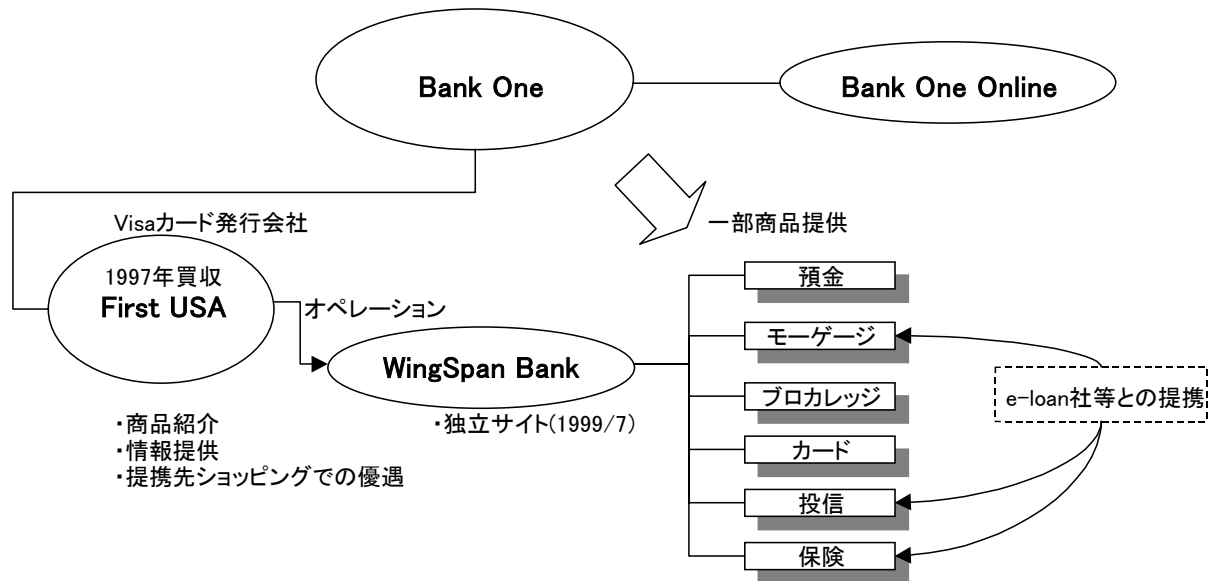 Bank One
Bank One Online
Visaカード発行会社
一部商品提供
1997年買収
First USA
オペレーション
WingSpan Bank
・商品紹介
・情報提供
・提携先ショッピングでの優遇
・独立サイト(1999/7)
預金
モーゲージ
ブロカレッジ
カード
投信
保険
e-loan社等との提携